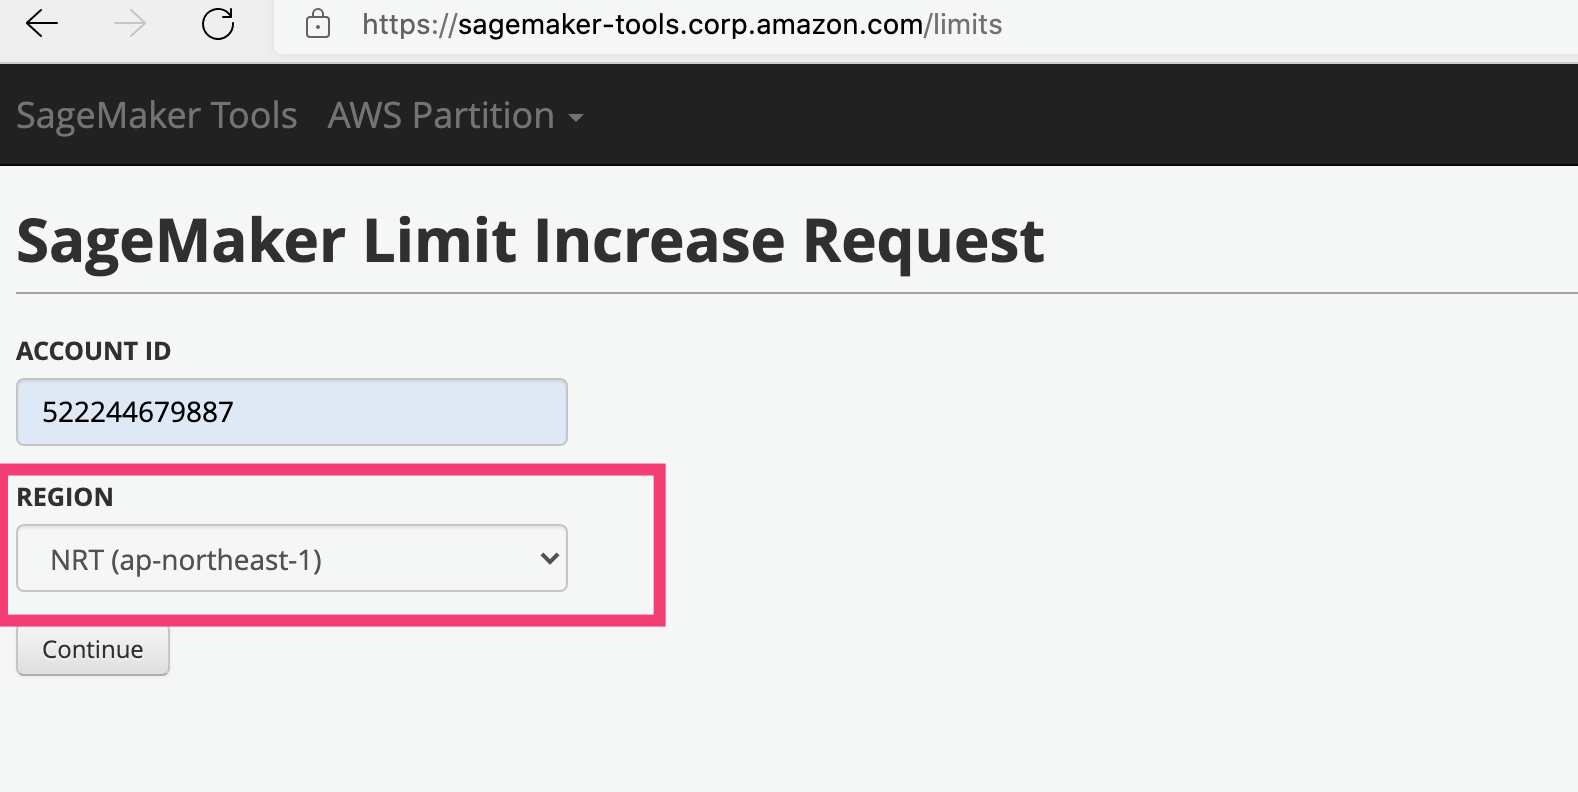 https://sagemaker-tools.corp.amazon.com/limits
SageMaker Tools AWS Partition
SageMaker Limit Increase Request
ACCOUNT ID
522244679887
REGION
NRT (ap-northeast-1)
Continue